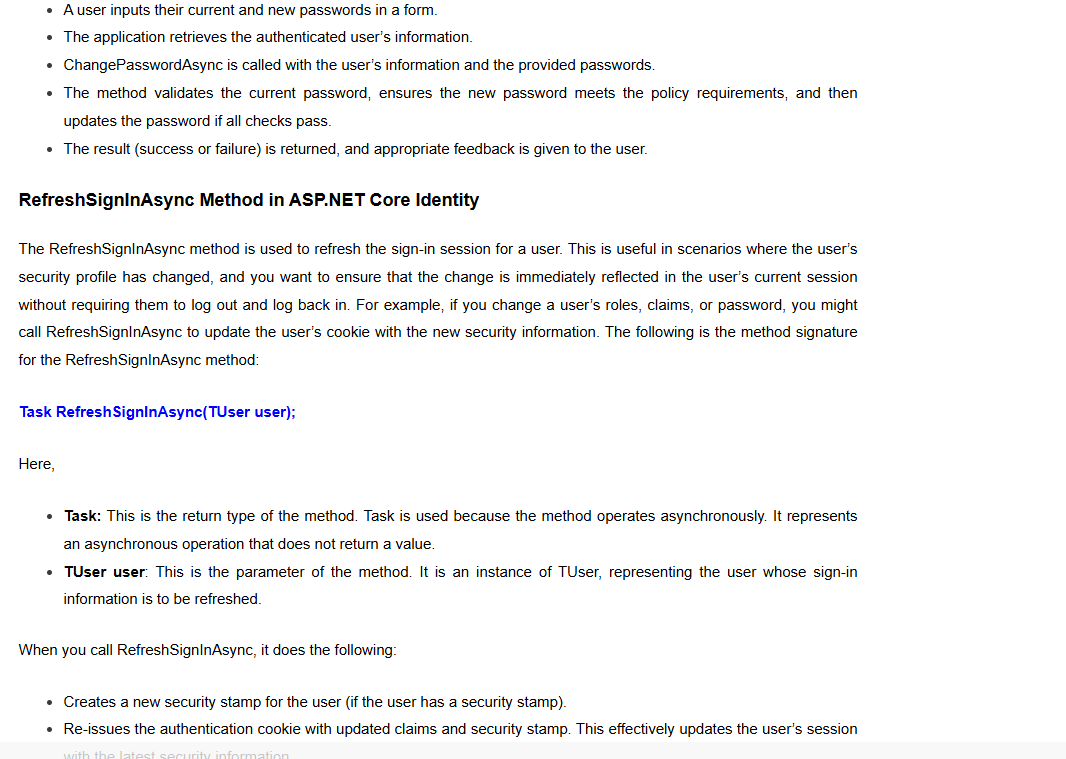 • A user inputs their current and new passwords in a form.
• The application retrieves the authenticated user’s information.
• ChangePasswordAsync is called with the user’s information and the provided passwords.
• The method validates the current password, ensures the new password meets the policy requirements, and then
updates the password if all checks pass.
• The result (success or failure) is returned, and appropriate feedback is given to the user.
RefreshSignInAsync Method in ASP.NET Core Identity
The RefreshSignInAsync method is used to refresh the sign-in session for a user. This is useful in scenarios where the user’s
security profile has changed, and you want to ensure that the change is immediately reflected in the user’s current session
without requiring them to log out and log back in. For example, if you change a user’s roles, claims, or password, you might
call RefreshSignInAsync to update the user’s cookie with the new security information. The following is the method signature
for the RefreshSignInAsync method:
Task RefreshSignInAsync(TUser user);
Here,
• Task: This is the return type of the method. Task is used because the method operates asynchronously. It represents
an asynchronous operation that does not return a value.
• TUser user: This is the parameter of the method. It is an instance of TUser, representing the user whose sign-in
information is to be refreshed.
When you call RefreshSignInAsync, it does the following:
• Creates a new security stamp for the user (if the user has a security stamp).
• Re-issues the authentication cookie with updated claims and security stamp. This effectively updates the user’s session
with the latest security information